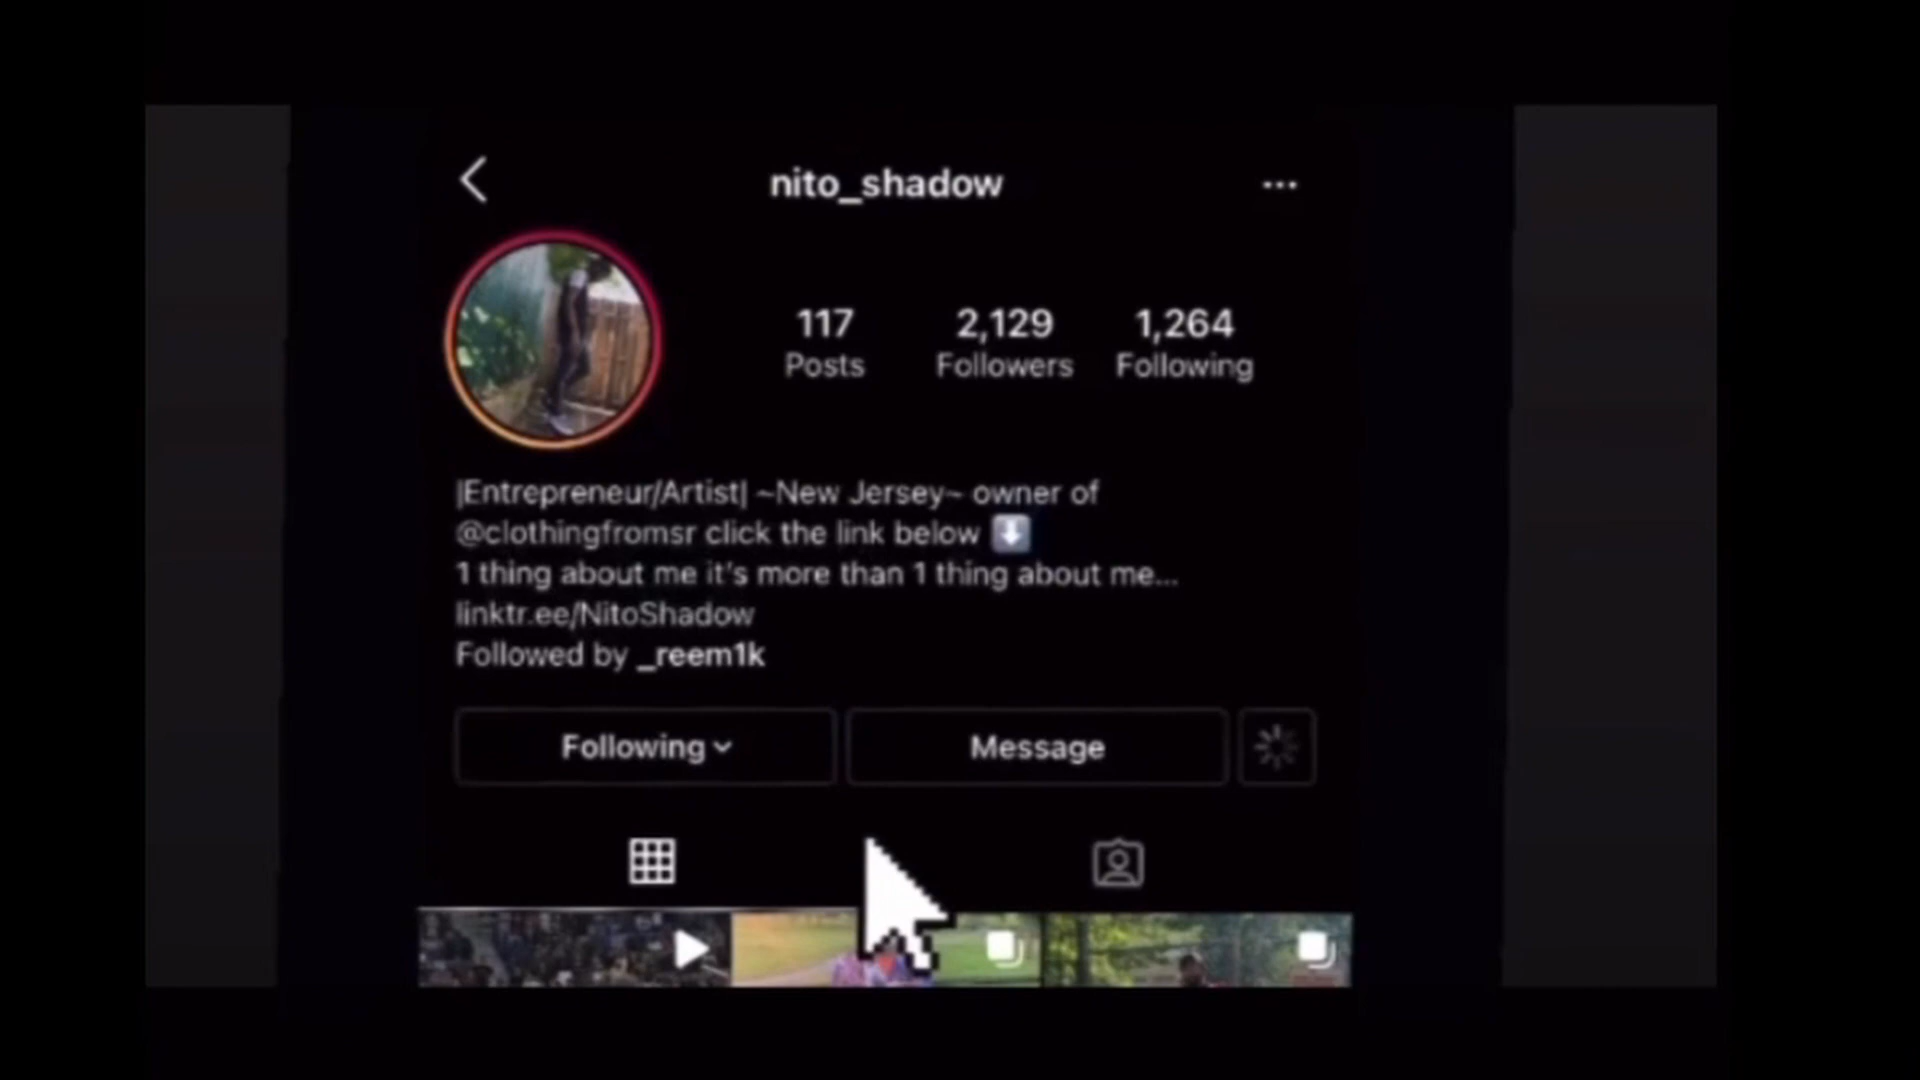 nito_shadow
117 2,129 1,264
Posts Followers Following
|Entrepreneur/Artist| ~New Jersey~ owner of
@clothingfromsr click the link below ⬇️
1 thing about me it's more than 1 thing about me...
linktr.ee/NitoShadow
Followed by _reem1k
Following Message